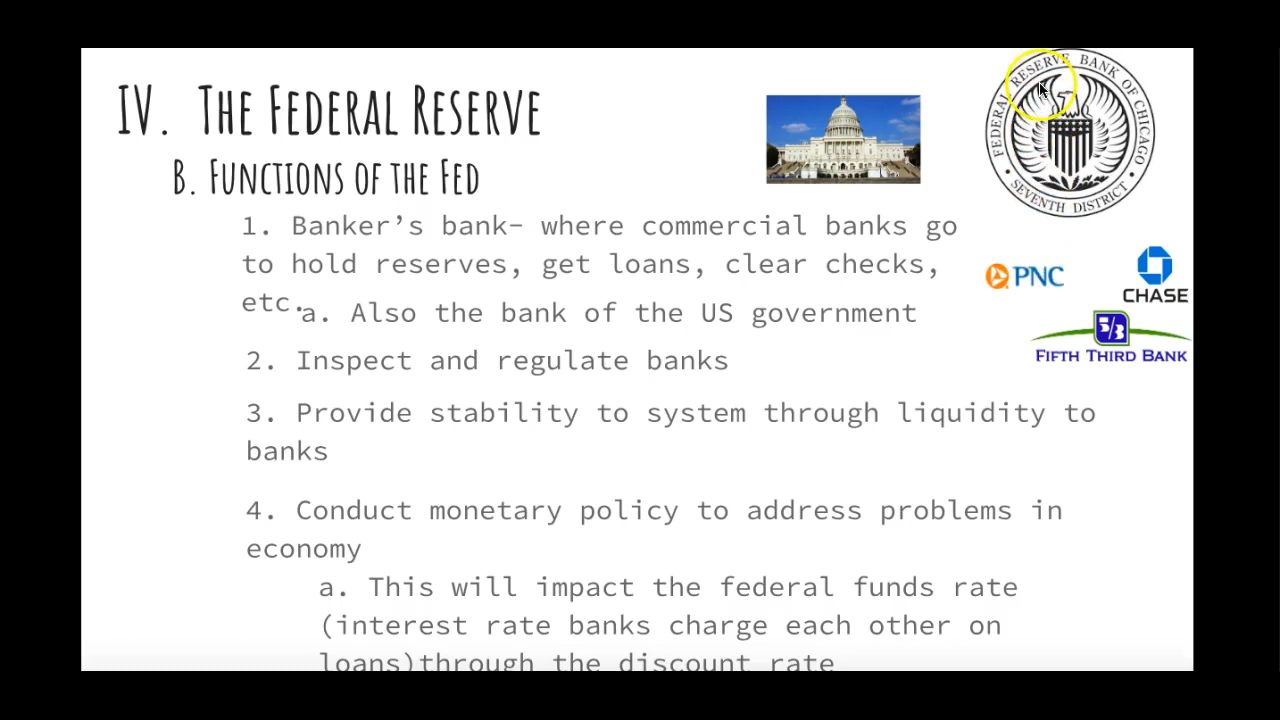 IV. The Federal Reserve
B. Functions of the Fed
1. Banker's bank- where commercial banks go
to hold reserves, get loans, clear checks,
etc.
a. Also the bank of the US government
2. Inspect and regulate banks
3. Provide stability to system through liquidity to
banks
4. Conduct monetary policy to address problems in
economy
a. This will impact the federal funds rate
(interest rate banks charge each other on
loans)through the discount rate
FEDERAL RESERVE BANK OF CHICAGO
SEVENTH DISTRICT
PNC
CHASE
5/3
FIFTH THIRD BANK